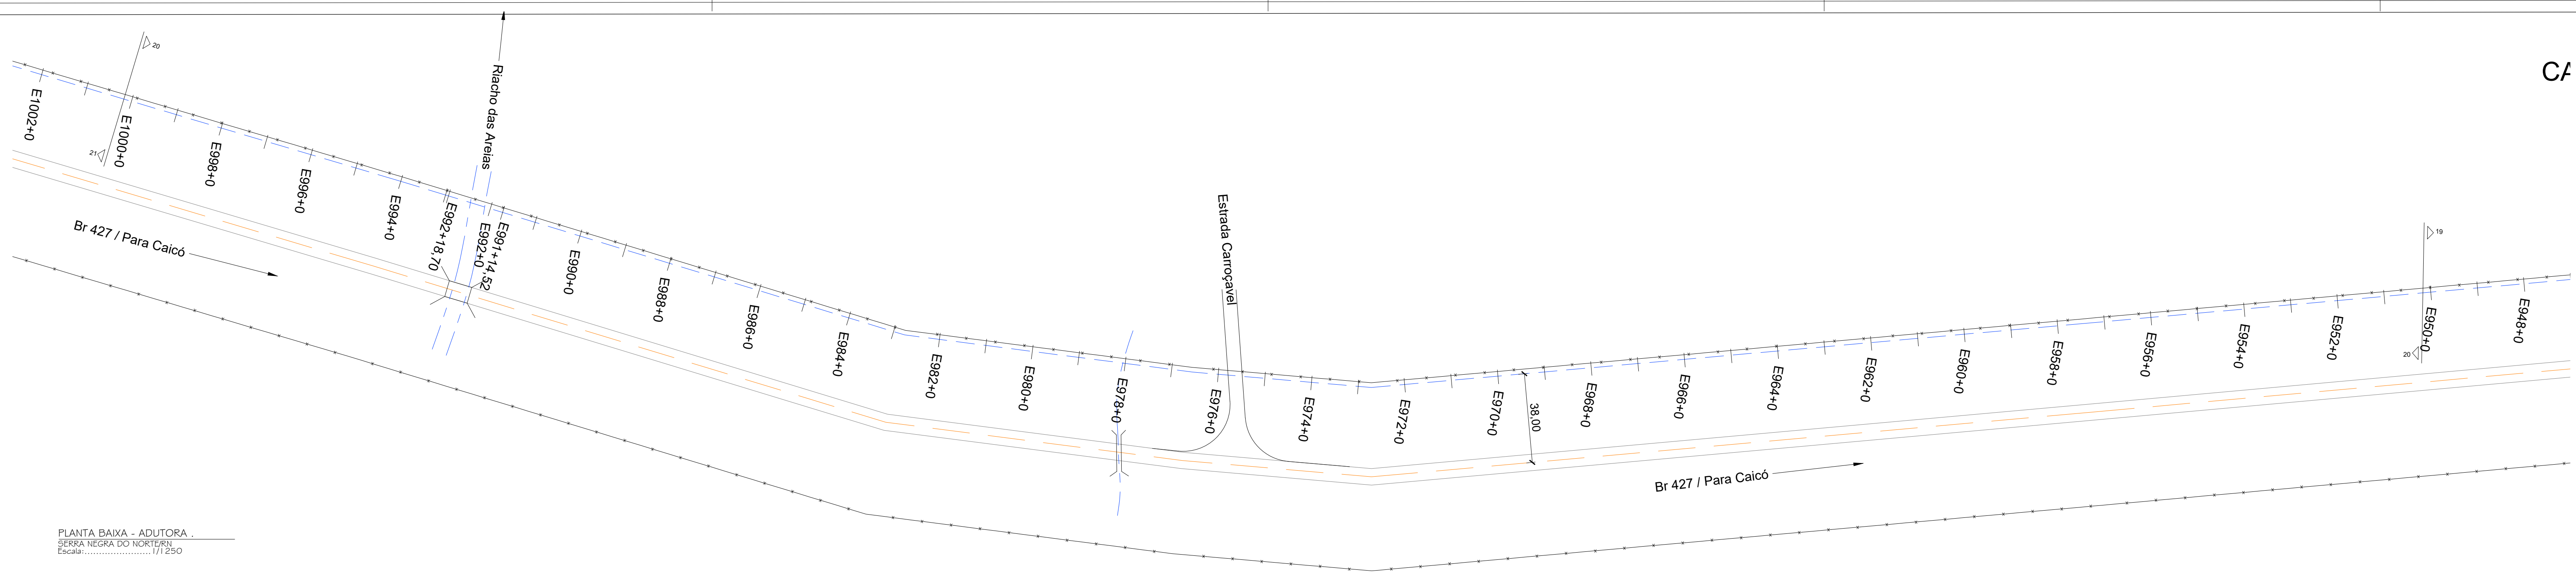 20
21
E1002+0
E1000+0
E998+0
E996+0
E994+0
E992+18,70
E992+0
E991+14,52
E990+0
E988+0
E986+0
E984+0
E982+0
E980+0
E978+0
E976+0
E974+0
E972+0
E970+0
E968+0
E966+0
E964+0
E962+0
E960+0
E958+0
E956+0
E954+0
E952+0
E950+0
E948+0
19
20
Riacho das Areias
Estrada Carroçavel
38,00
Br 427 / Para Caicó
Br 427 / Para Caicó
CA
PLANTA BAIXA - ADUTORA .
SERRA NEGRA DO NORTE/RN
Escala:.......................1/1250